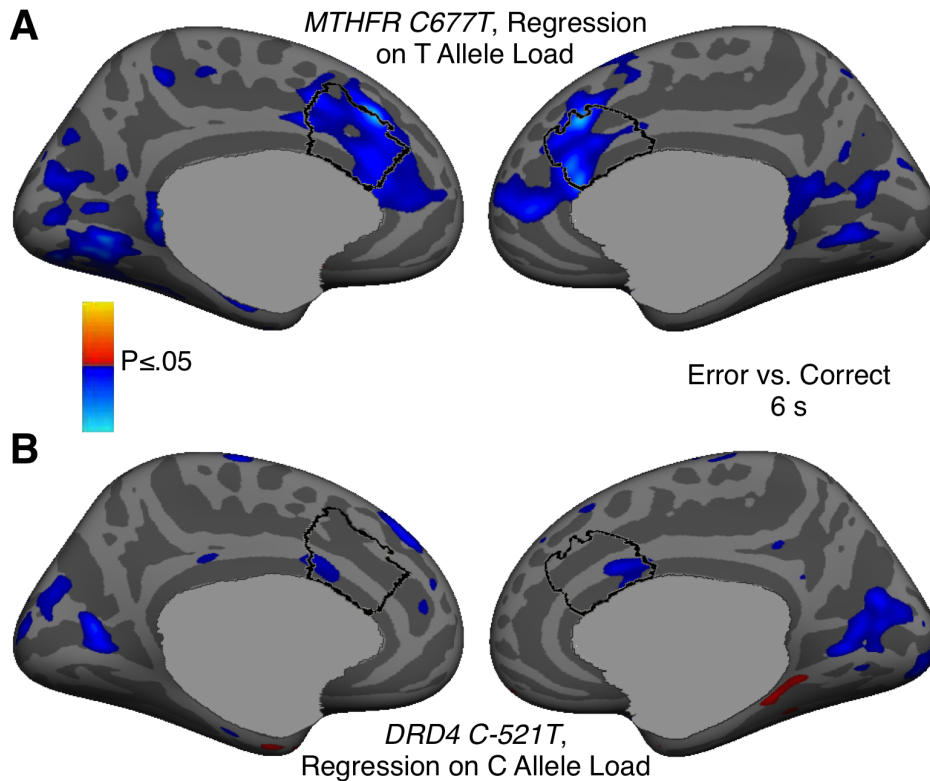 A
MTHFR C677T, Regression
on T Allele Load
P≤.05
Error vs. Correct
6 s
B
DRD4 C-521T,
Regression on C Allele Load